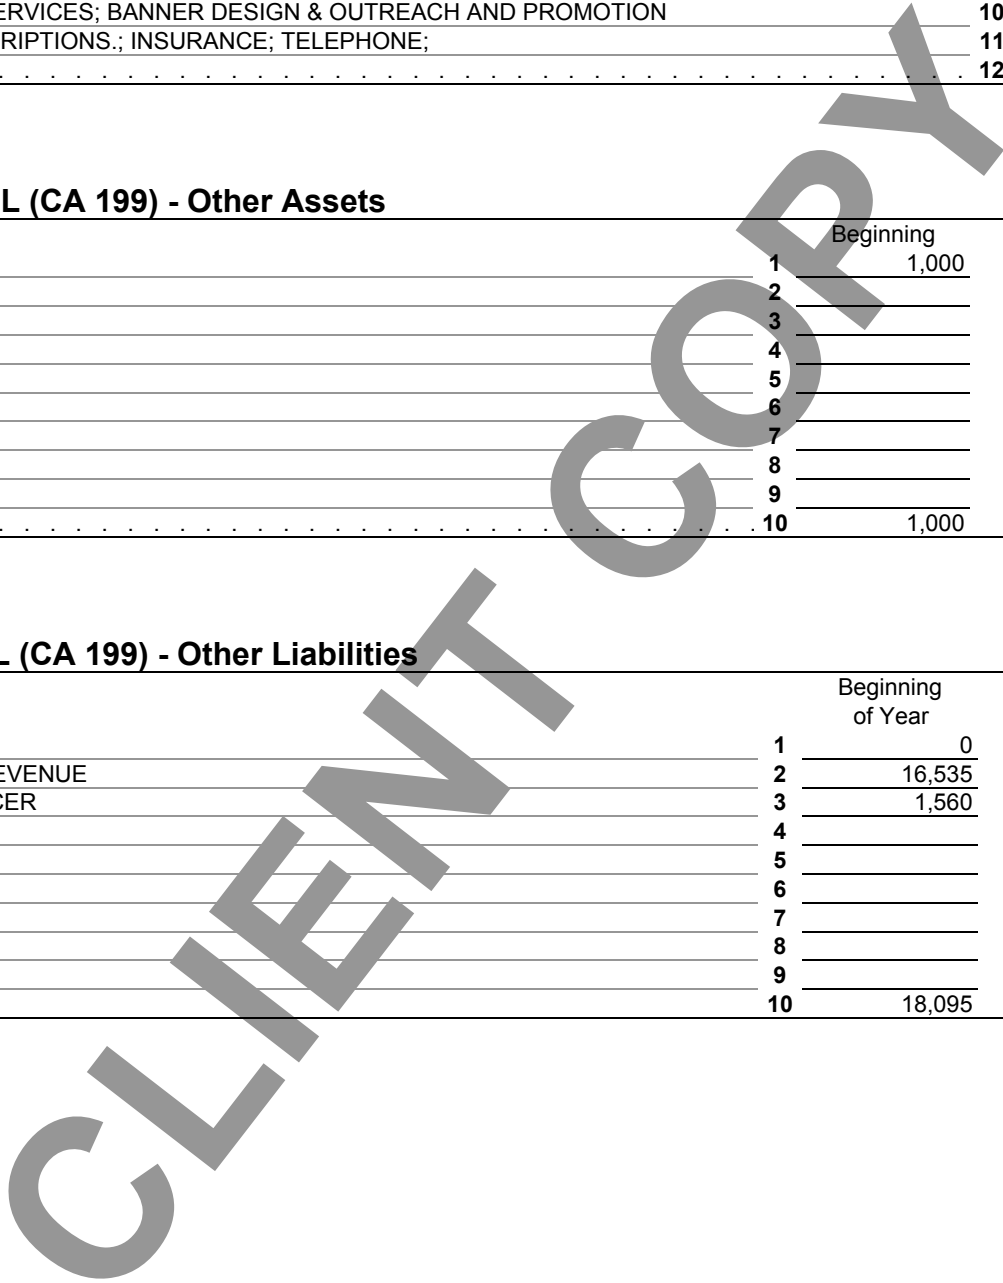 ERVICES; BANNER DESIGN & OUTREACH AND PROMOTION 10
RIPTIONS.; INSURANCE; TELEPHONE; 11
. . . . . . . . . . . . . . . . . . . . . . . . . . . . . . . . . . . . . . 12
L (CA 199) - Other Assets
Beginning
1 1,000
2
3
4
5
6
7
8
9
. . . . . . . . . . . . . . . . . . . . . . . . . . . . . . 10 1,000
L (CA 199) - Other Liabilities
Beginning
of Year
1 0
EVENUE 2 16,535
CER 3 1,560
4
5
6
7
8
9
10 18,095
CLIENT COPY